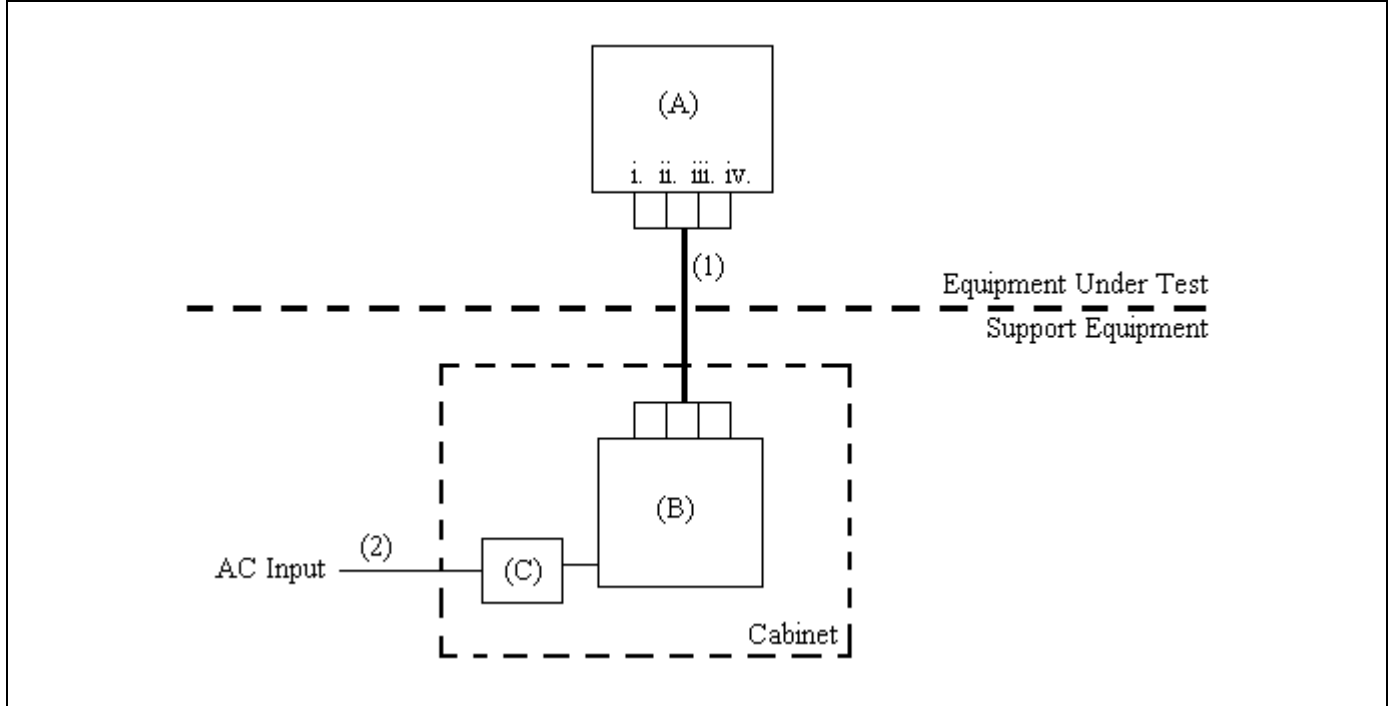 (A)
i. ii. iii. iv.
(1)
Equipment Under Test
Support Equipment
(B)
(2)
AC Input
(C)
Cabinet